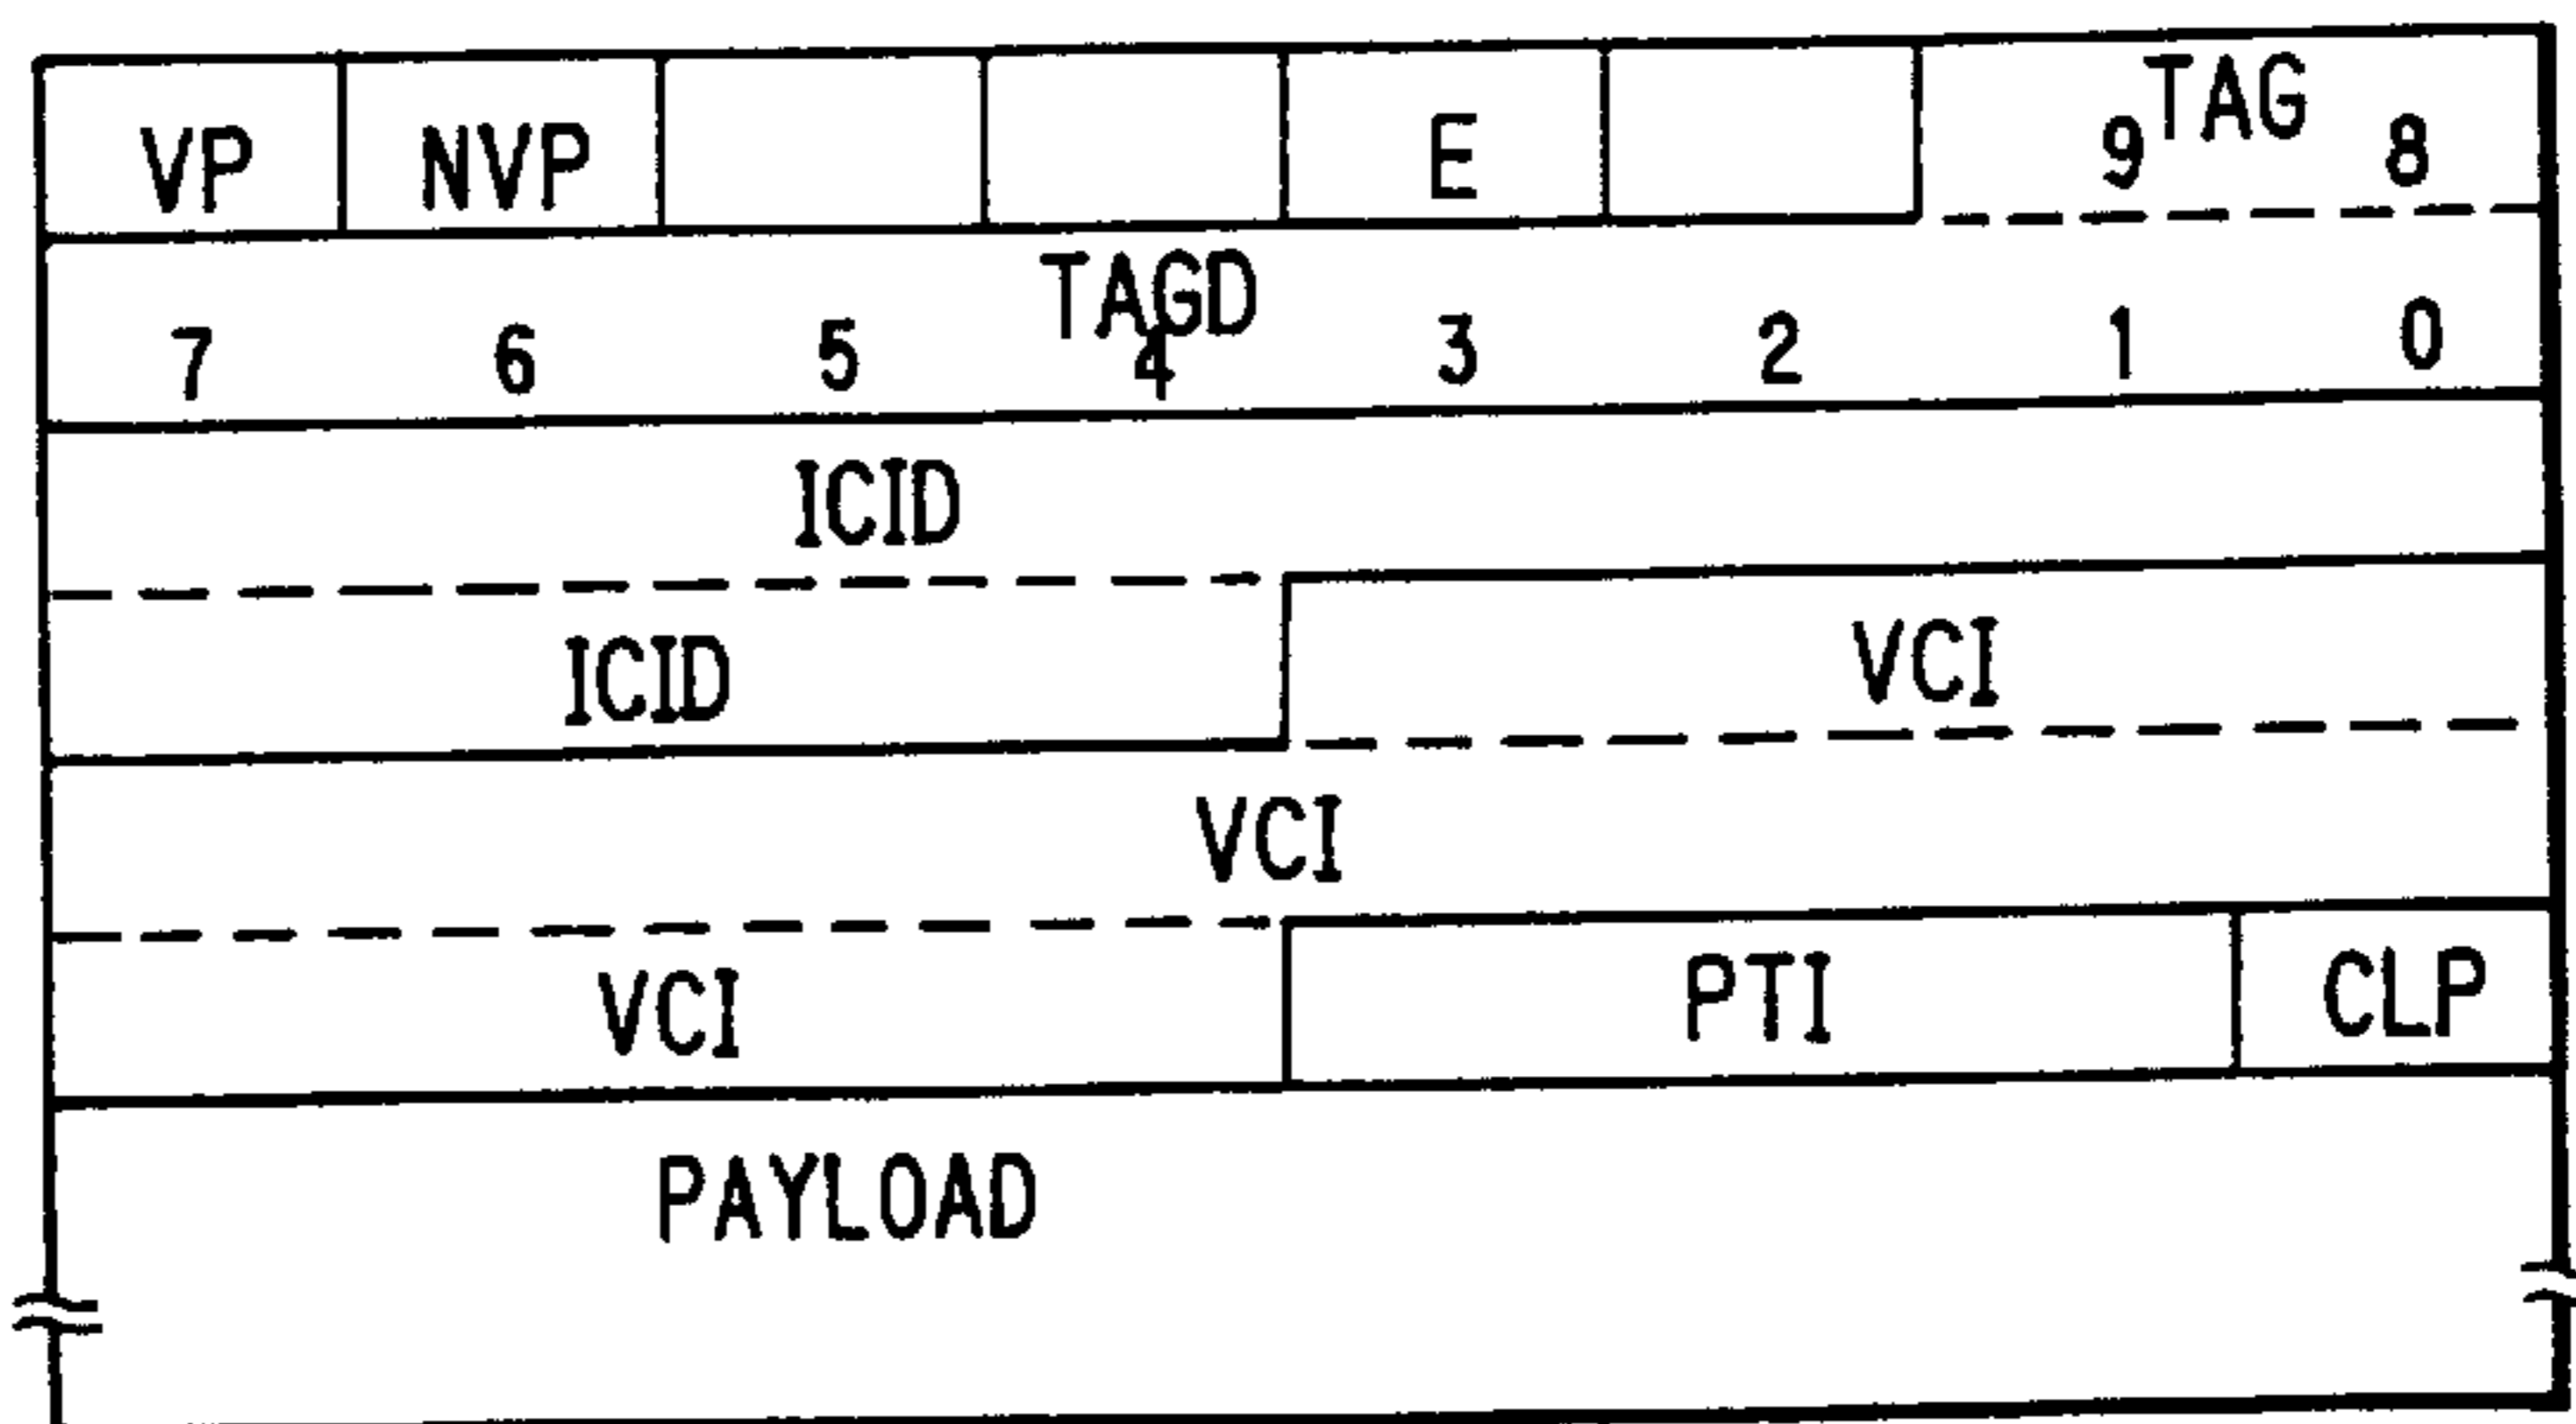 VP NVP E TAG
9 8
TAGD
7 6 5 4 3 2 1 0
ICID
ICID VCI
VCI
VCI PTI CLP
PAYLOAD